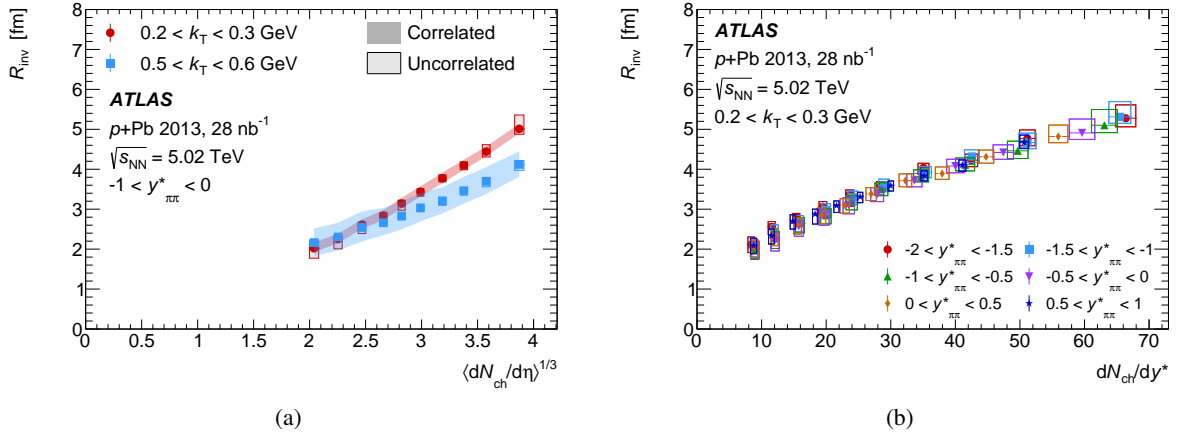 R_inv [fm]
8
7
6
5
4
3
2
1
0
0.2 < k_T < 0.3 GeV
0.5 < k_T < 0.6 GeV
Correlated
Uncorrelated
ATLAS
p+Pb 2013, 28 nb⁻¹
√s_NN = 5.02 TeV
-1 < y*_ππ < 0
0 0.5 1 1.5 2 2.5 3 3.5 4
⟨dN_ch/dη⟩^1/3
(a)
R_inv [fm]
8
7
6
5
4
3
2
1
0
ATLAS
p+Pb 2013, 28 nb⁻¹
√s_NN = 5.02 TeV
0.2 < k_T < 0.3 GeV
-2 < y*_ππ < -1.5 -1.5 < y*_ππ < -1
-1 < y*_ππ < -0.5 -0.5 < y*_ππ < 0
0 < y*_ππ < 0.5 0.5 < y*_ππ < 1
0 10 20 30 40 50 60 70
dN_ch/dy*
(b)